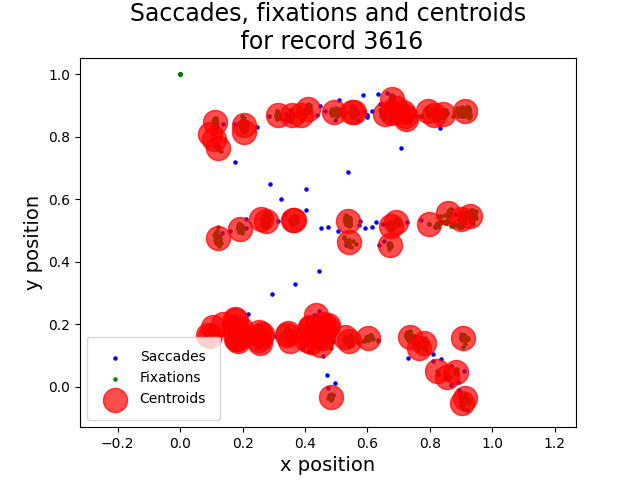 Saccades, fixations and centroids
for record 3616
y position
1.0
0.8
0.6
0.4
0.2
0.0
Saccades
Fixations
Centroids
−0.2
0.0
0.2
0.4
0.6
0.8
1.0
1.2
x position